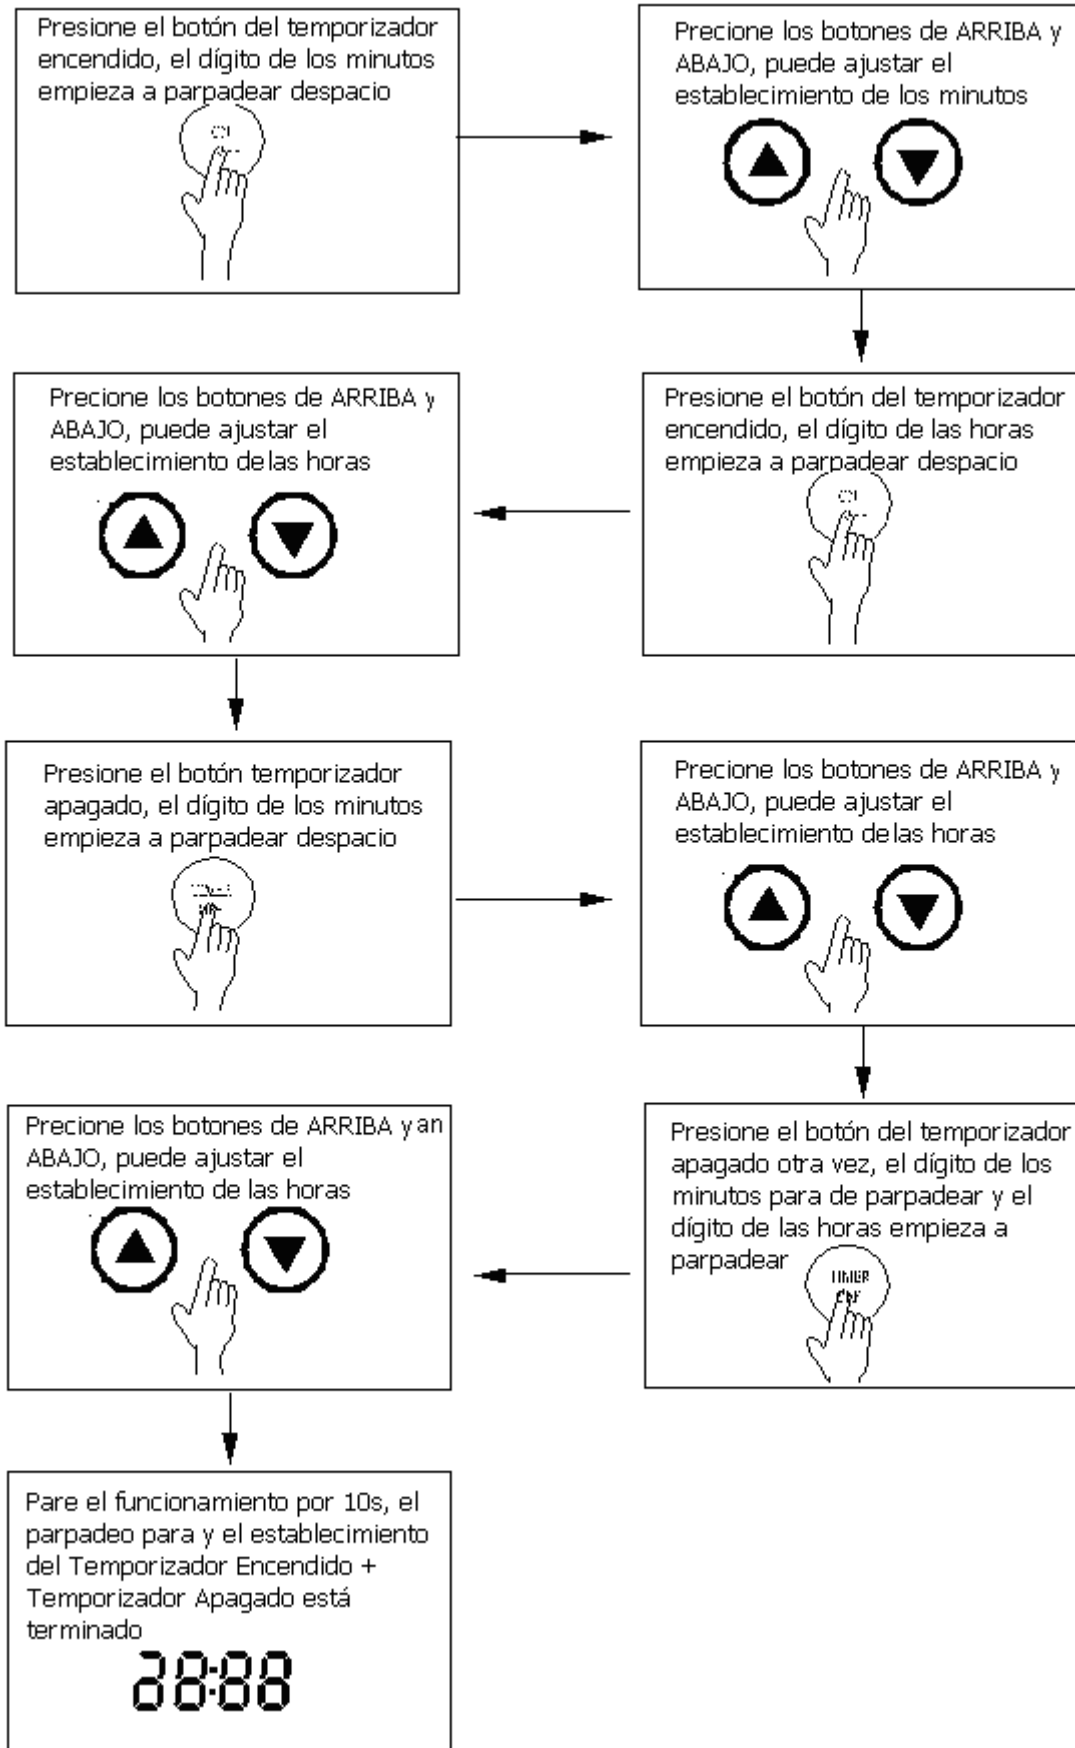 Presione el botón del temporizador
encendido, el dígito de los minutos
empieza a parpadear despacio
Precione los botones de ARRIBA y
ABAJO, puede ajustar el
establecimiento de los minutos
Presione el botón del temporizador
encendido, el dígito de las horas
empieza a parpadear despacio
Precione los botones de ARRIBA y
ABAJO, puede ajustar el
establecimiento de las horas
Presione el botón temporizador
apagado, el dígito de los minutos
empieza a parpadear despacio
Precione los botones de ARRIBA y
ABAJO, puede ajustar el
establecimiento de las horas
Presione el botón del temporizador
apagado otra vez, el dígito de los
minutos para de parpadear y el
dígito de las horas empieza a
parpadear
TIMER
Precione los botones de ARRIBA y an
ABAJO, puede ajustar el
establecimiento de las horas
Pare el funcionamiento por 10s, el
parpadeo para y el establecimiento
del Temporizador Encendido +
Temporizador Apagado está
terminado